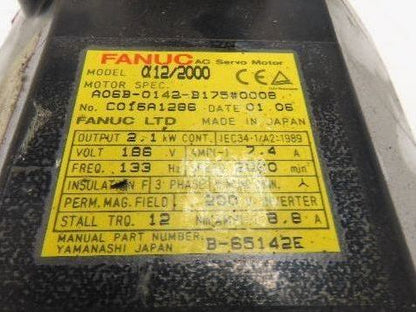 FANUC AC Servo Motor
MODEL α12/2000
MOTOR SPEC.
A06B-0142-B175#0008
No. C016A1286 DATE 01.06
FANUC LTD MADE IN JAPAN
OUTPUT 2.1 kW CONT. IEC34-1/A2:1989
VOLT 186 V AMP(~) 7.4 A
FREQ. 133 Hz 2000 min
INSULATION F 3 PHASE
PERM. MAG. FIELD 200 INVERTER
STALL TRQ. 12 8.8 A
MANUAL PART NUMBER B-65142E
YAMANASHI JAPAN